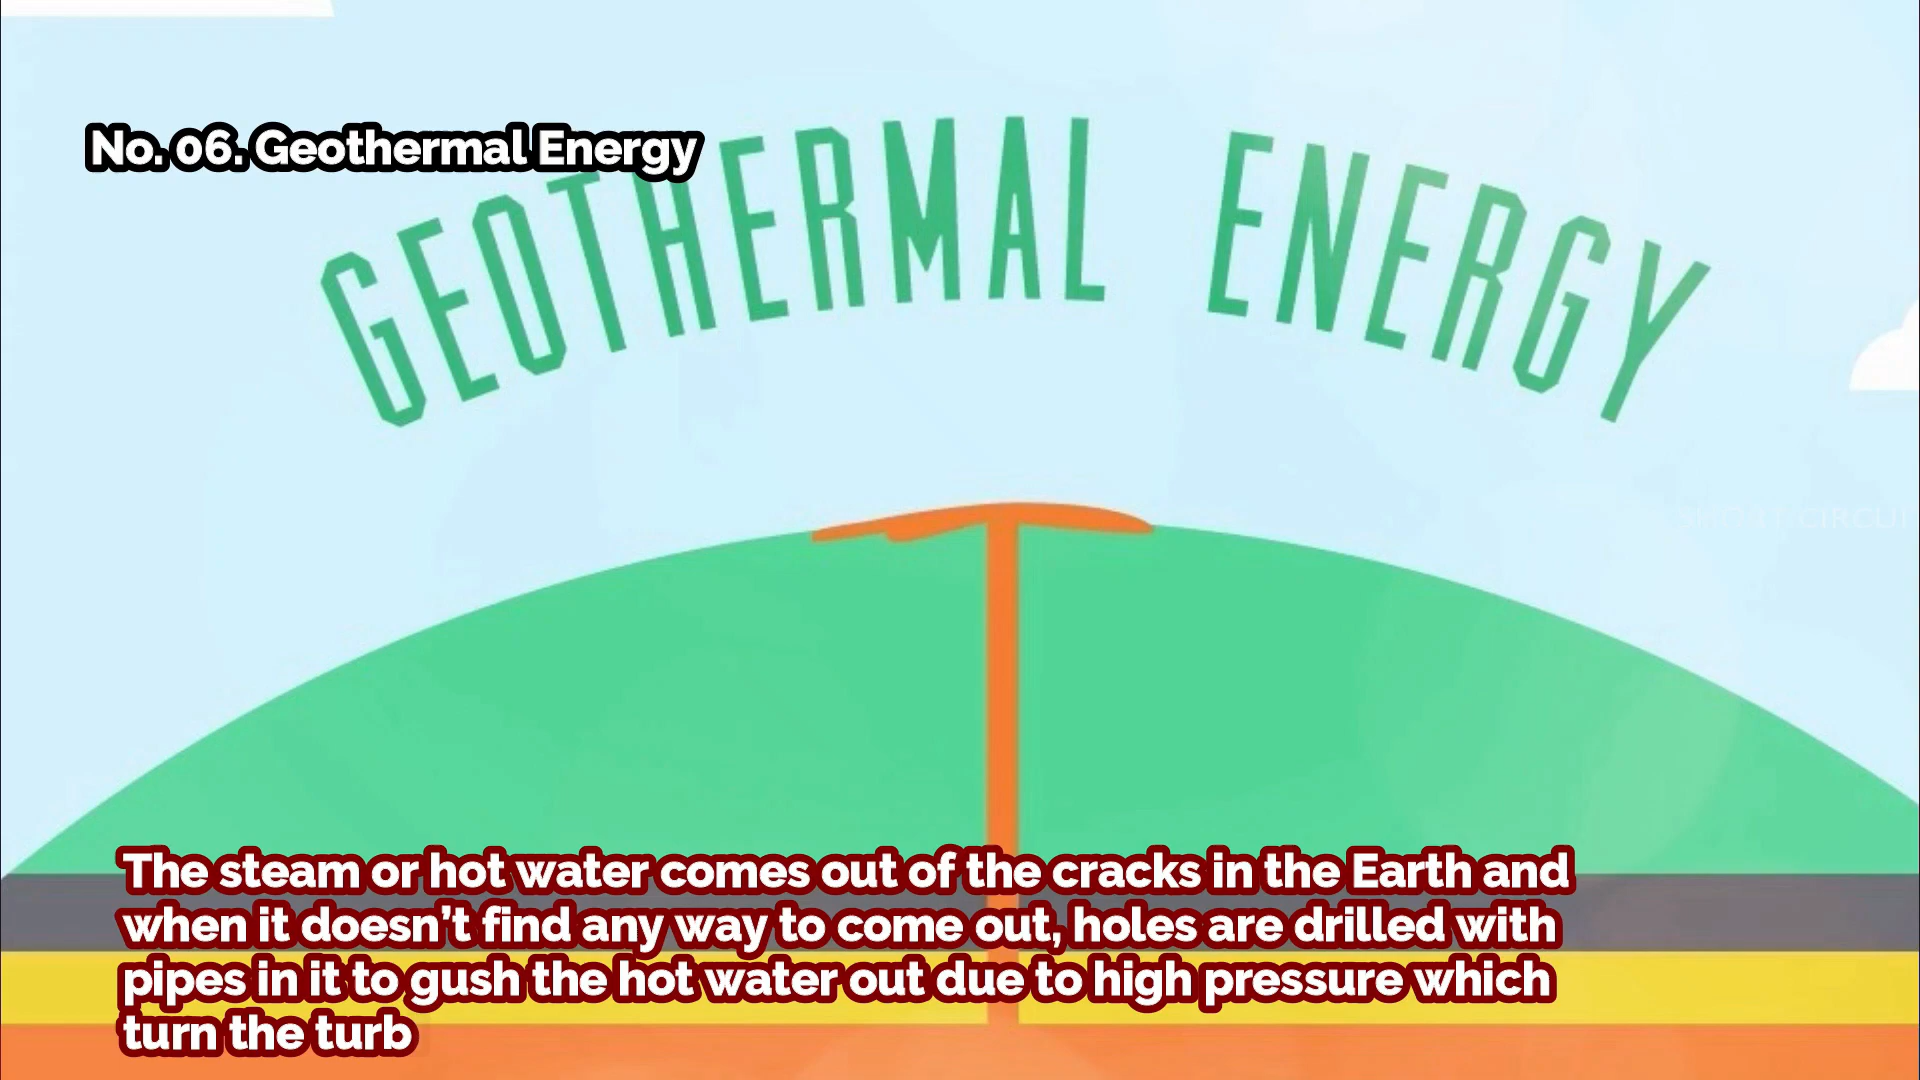 No. 06. Geothermal Energy
GEOTHERMAL ENERGY
The steam or hot water comes out of the cracks in the Earth and
when it doesn’t find any way to come out, holes are drilled with
pipes in it to gush the hot water out due to high pressure which
turn the turb